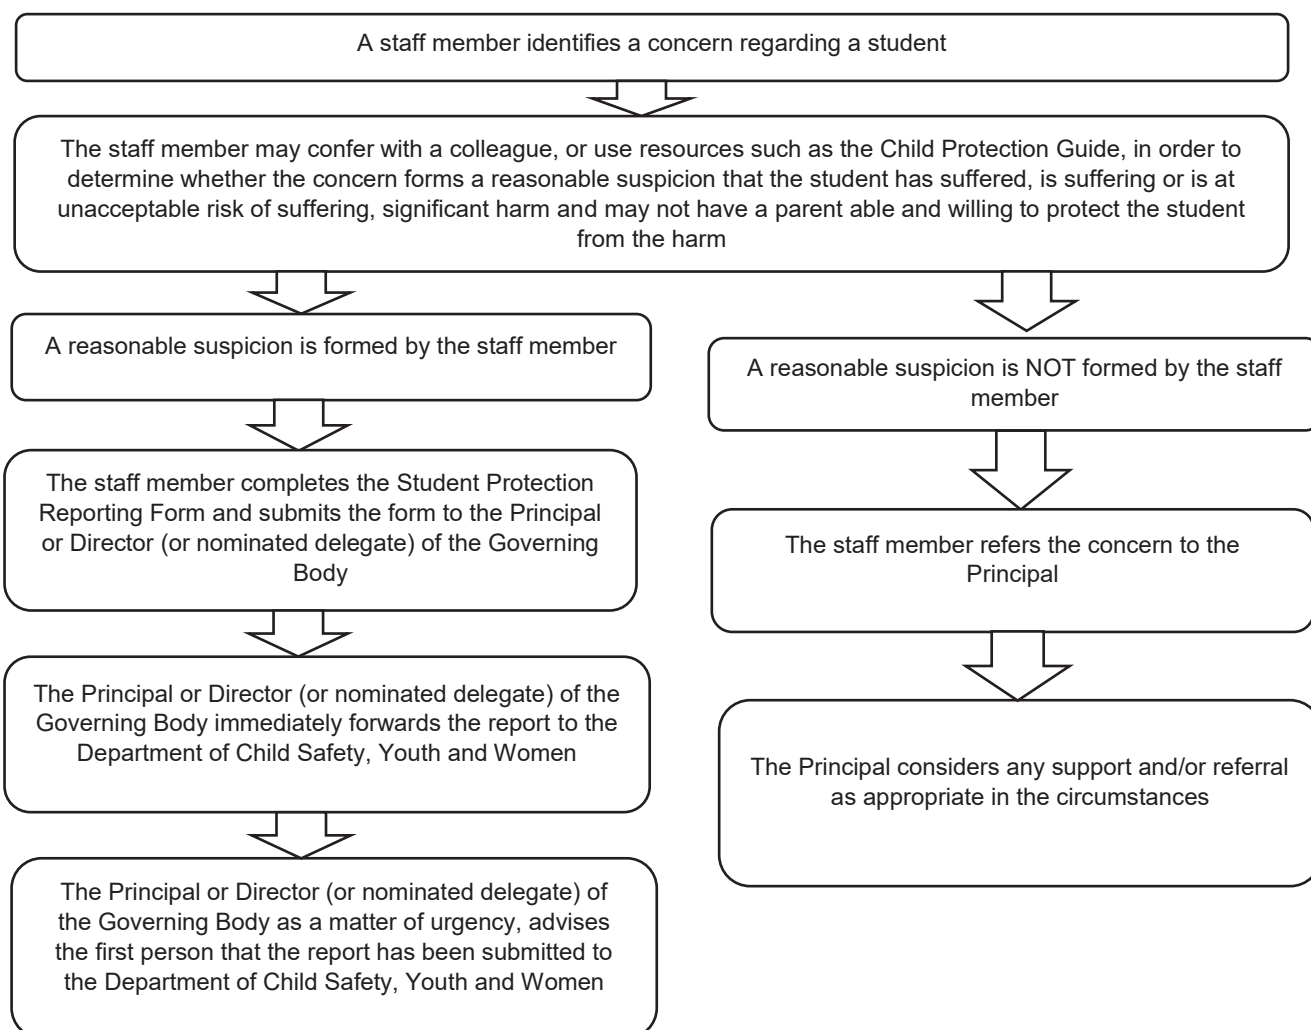 A staff member identifies a concern regarding a student
The staff member may confer with a colleague, or use resources such as the Child Protection Guide, in order to
determine whether the concern forms a reasonable suspicion that the student has suffered, is suffering or is at
unacceptable risk of suffering, significant harm and may not have a parent able and willing to protect the student
from the harm
A reasonable suspicion is formed by the staff member
The staff member completes the Student Protection
Reporting Form and submits the form to the Principal
or Director (or nominated delegate) of the Governing
Body
The Principal or Director (or nominated delegate) of the
Governing Body immediately forwards the report to the
Department of Child Safety, Youth and Women
The Principal or Director (or nominated delegate) of
the Governing Body as a matter of urgency, advises
the first person that the report has been submitted to
the Department of Child Safety, Youth and Women
A reasonable suspicion is NOT formed by the staff
member
The staff member refers the concern to the
Principal
The Principal considers any support and/or referral
as appropriate in the circumstances